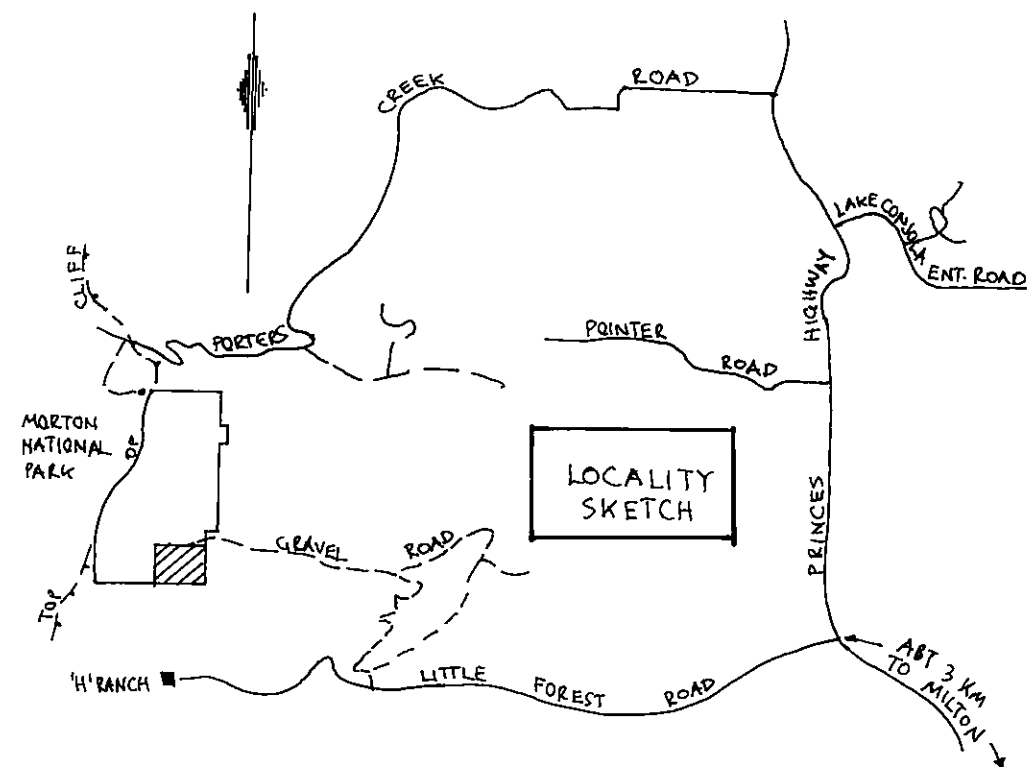 CREEK ROAD
LAKE CONJOLA
ENT. ROAD
CLIFF
HIGHWAY
PORTERS
POINTER ROAD
MORTON
NATIONAL
PARK
OF
LOCALITY
SKETCH
PRINCES
GRAVEL ROAD
TOP
ABT 3 KM
TO MILTON
'H' RANCH
LITTLE FOREST ROAD